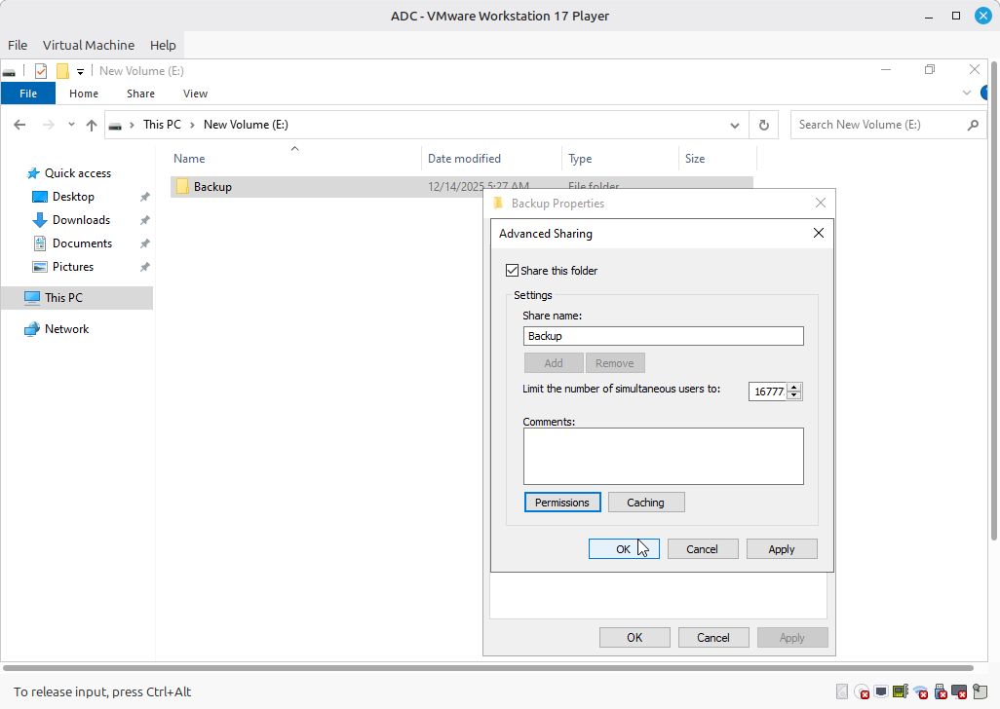 ADC - VMware Workstation 17 Player
File Virtual Machine Help
New Volume (E:)
File Home Share View
This PC New Volume (E:)
Search New Volume (E:)
Name Date modified Type Size
Quick access
Backup 12/14/2025 5:27 AM File folder
Desktop
Downloads
Documents
Pictures
This PC
Network
Backup Properties
Advanced Sharing
Share this folder
Settings
Share name:
Backup
Add Remove
Limit the number of simultaneous users to: 16777
Comments:
Permissions Caching
OK Cancel Apply
OK Cancel Apply
To release input, press Ctrl+Alt